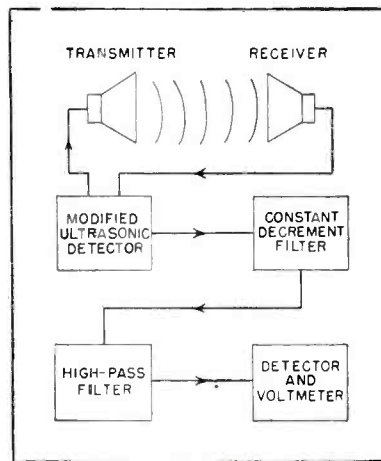 TRANSMITTER RECEIVER
MODIFIED
ULTRASONIC
DETECTOR
CONSTANT
DECREMENT
FILTER
HIGH-PASS
FILTER
DETECTOR
AND
VOLTMETER